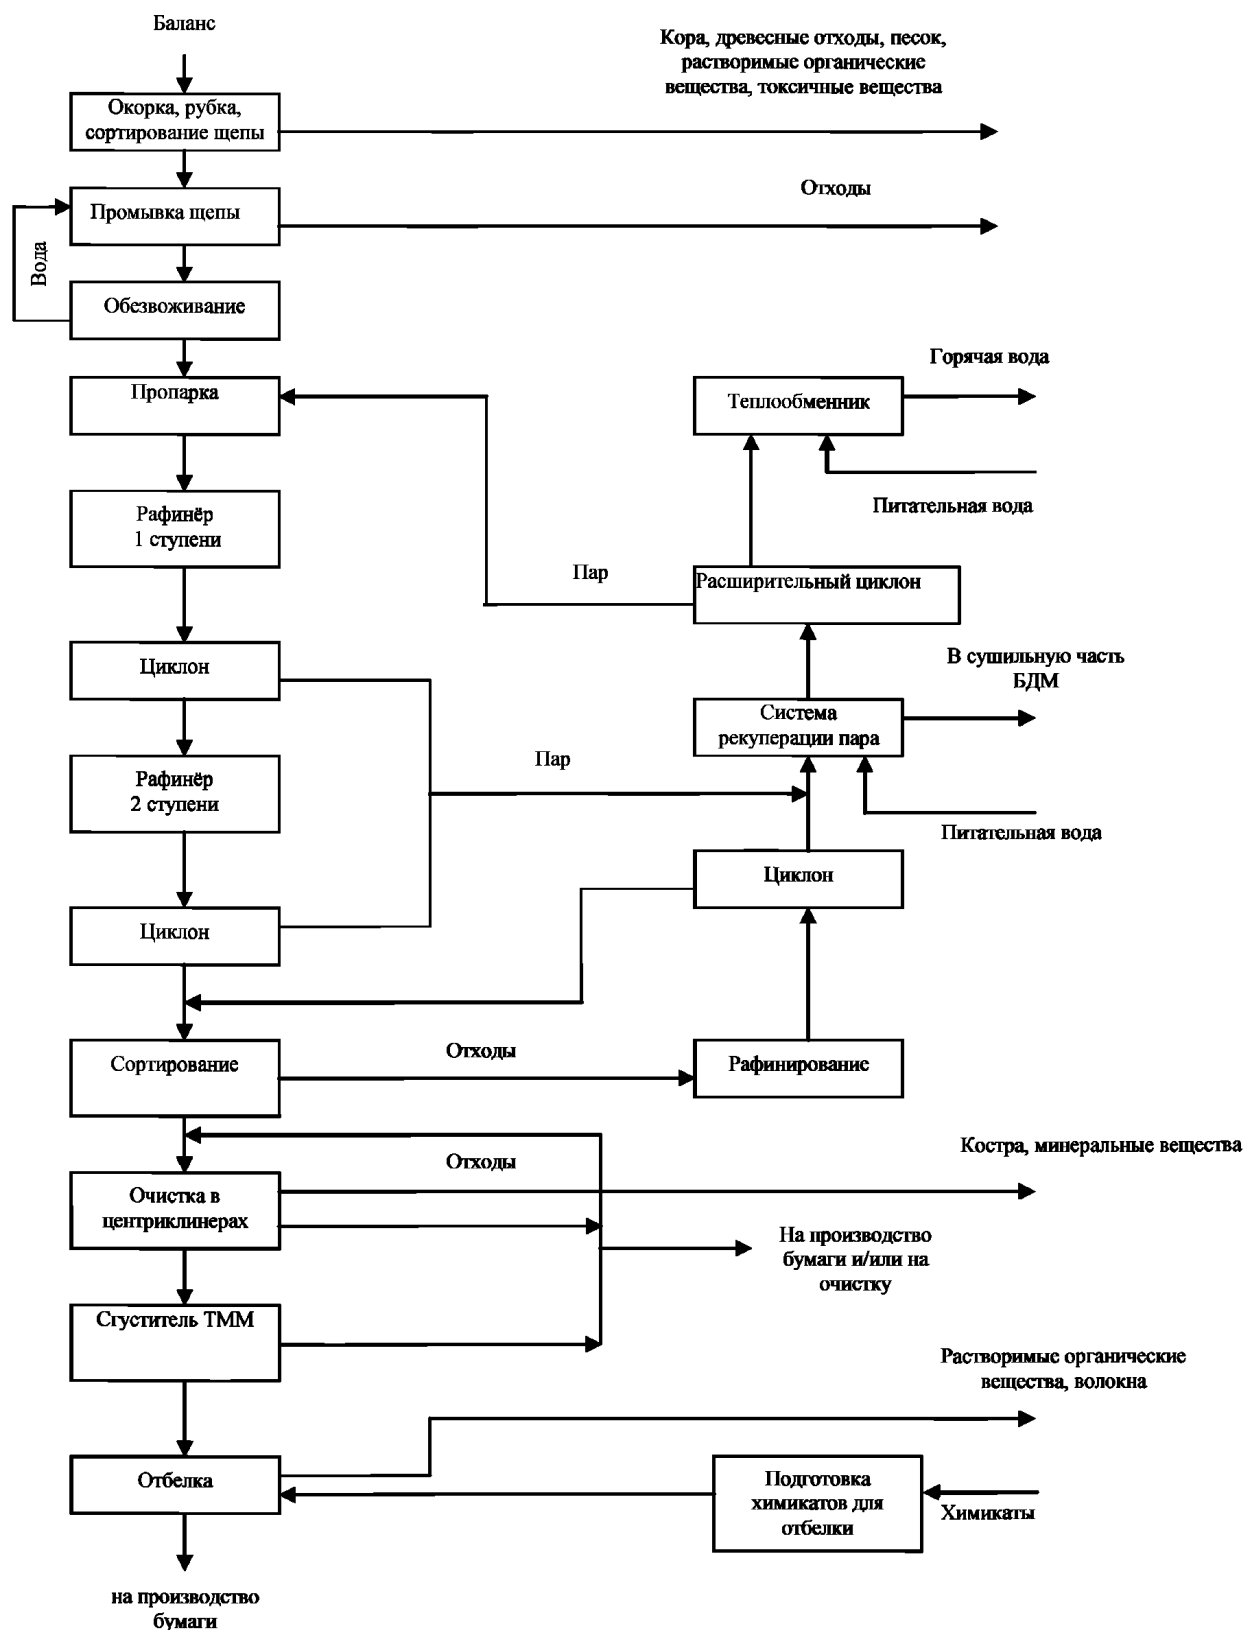 Баланс
Кора, древесные отходы, песок,
растворимые органические
вещества, токсичные вещества
Окорка, рубка,
сортирование щепы
Отходы
Промывка щепы
Вода
Обезвоживание
Горячая вода
Пропарка
Теплообменник
Питательная вода
Рафинёр
1 ступени
Пар
Расширительный циклон
В сушильную часть
БДМ
Циклон
Система
рекуперации пара
Пар
Рафинёр
2 ступени
Питательная вода
Циклон
Циклон
Отходы
Сортирование
Рафинирование
Костра, минеральные вещества
Отходы
Очистка в
центриклинерах
На производство
бумаги и/или на
очистку
Сгуститель ТММ
Растворимые органические
вещества, волокна
Отбелка
Подготовка
химикатов для
отбелки
Химикаты
на производство
бумаги